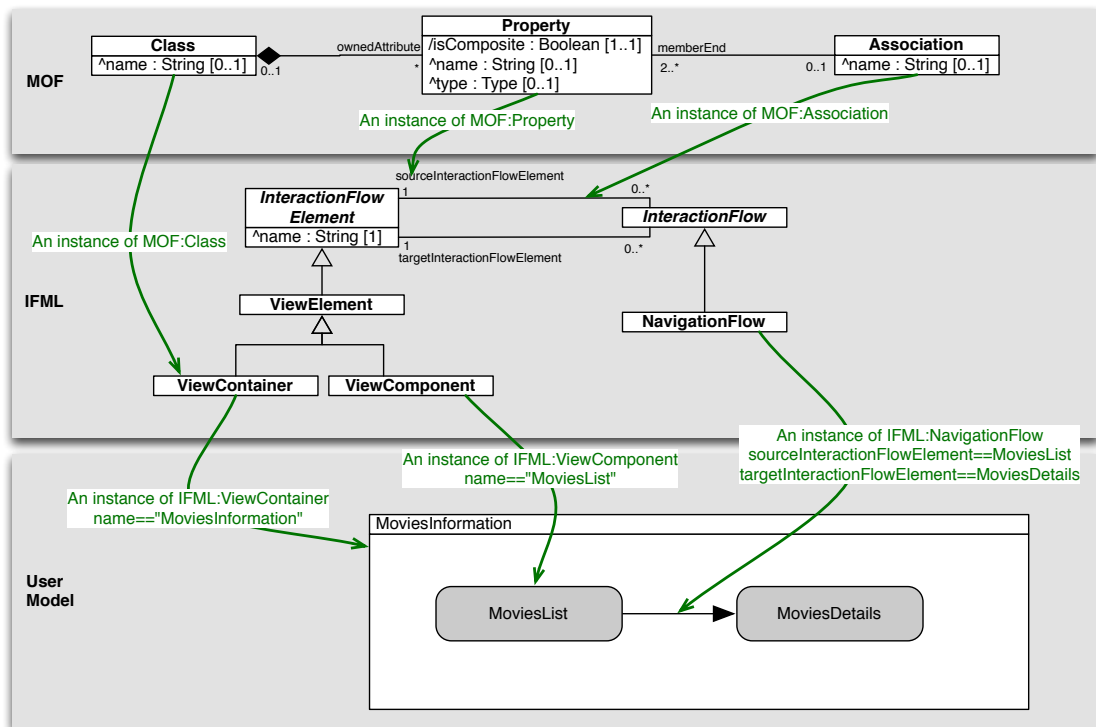 MOF
Class
^name : String [0..1]
0..1
ownedAttribute
*
Property
/isComposite : Boolean [1..1]
^name : String [0..1]
^type : Type [0..1]
memberEnd
2..*
0..1
Association
^name : String [0..1]
An instance of MOF:Property
An instance of MOF:Association
An instance of MOF:Class
IFML
sourceInteractionFlowElement
1
0..*
InteractionFlow
Element
^name : String [1]
InteractionFlow
1
0..*
targetInteractionFlowElement
ViewElement
NavigationFlow
ViewContainer
ViewComponent
An instance of IFML:NavigationFlow
sourceInteractionFlowElement==MoviesList
targetInteractionFlowElement==MoviesDetails
An instance of IFML:ViewComponent
name=="MoviesList"
An instance of IFML:ViewContainer
name=="MoviesInformation"
User
Model
MoviesInformation
MoviesList
MoviesDetails